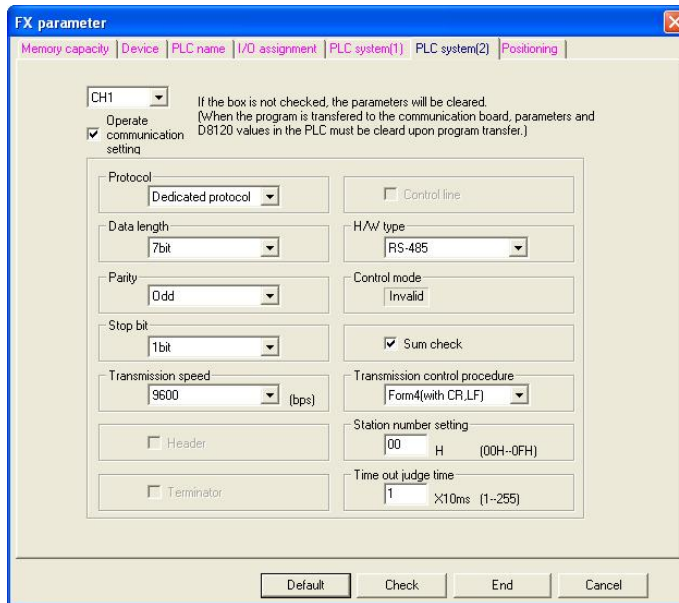 FX parameter
Memory capacity Device PLC name I/O assignment PLC system(1) PLC system(2) Positioning
CH1
If the box is not checked, the parameters will be cleared.
(When the program is transfered to the communication board, parameters and
D8120 values in the PLC must be cleard upon program transfer.)
Operate
communication
setting
Protocol
Dedicated protocol
Control line
Data length
7bit
H/W type
RS-485
Parity
Odd
Control mode
Invalid
Stop bit
1bit
Sum check
Transmission speed
9600
(bps)
Transmission control procedure
Form4(with CR,LF)
Header
Station number setting
00 H (00H--0FH)
Terminator
Time out judge time
1 X10ms (1--255)
Default Check End Cancel